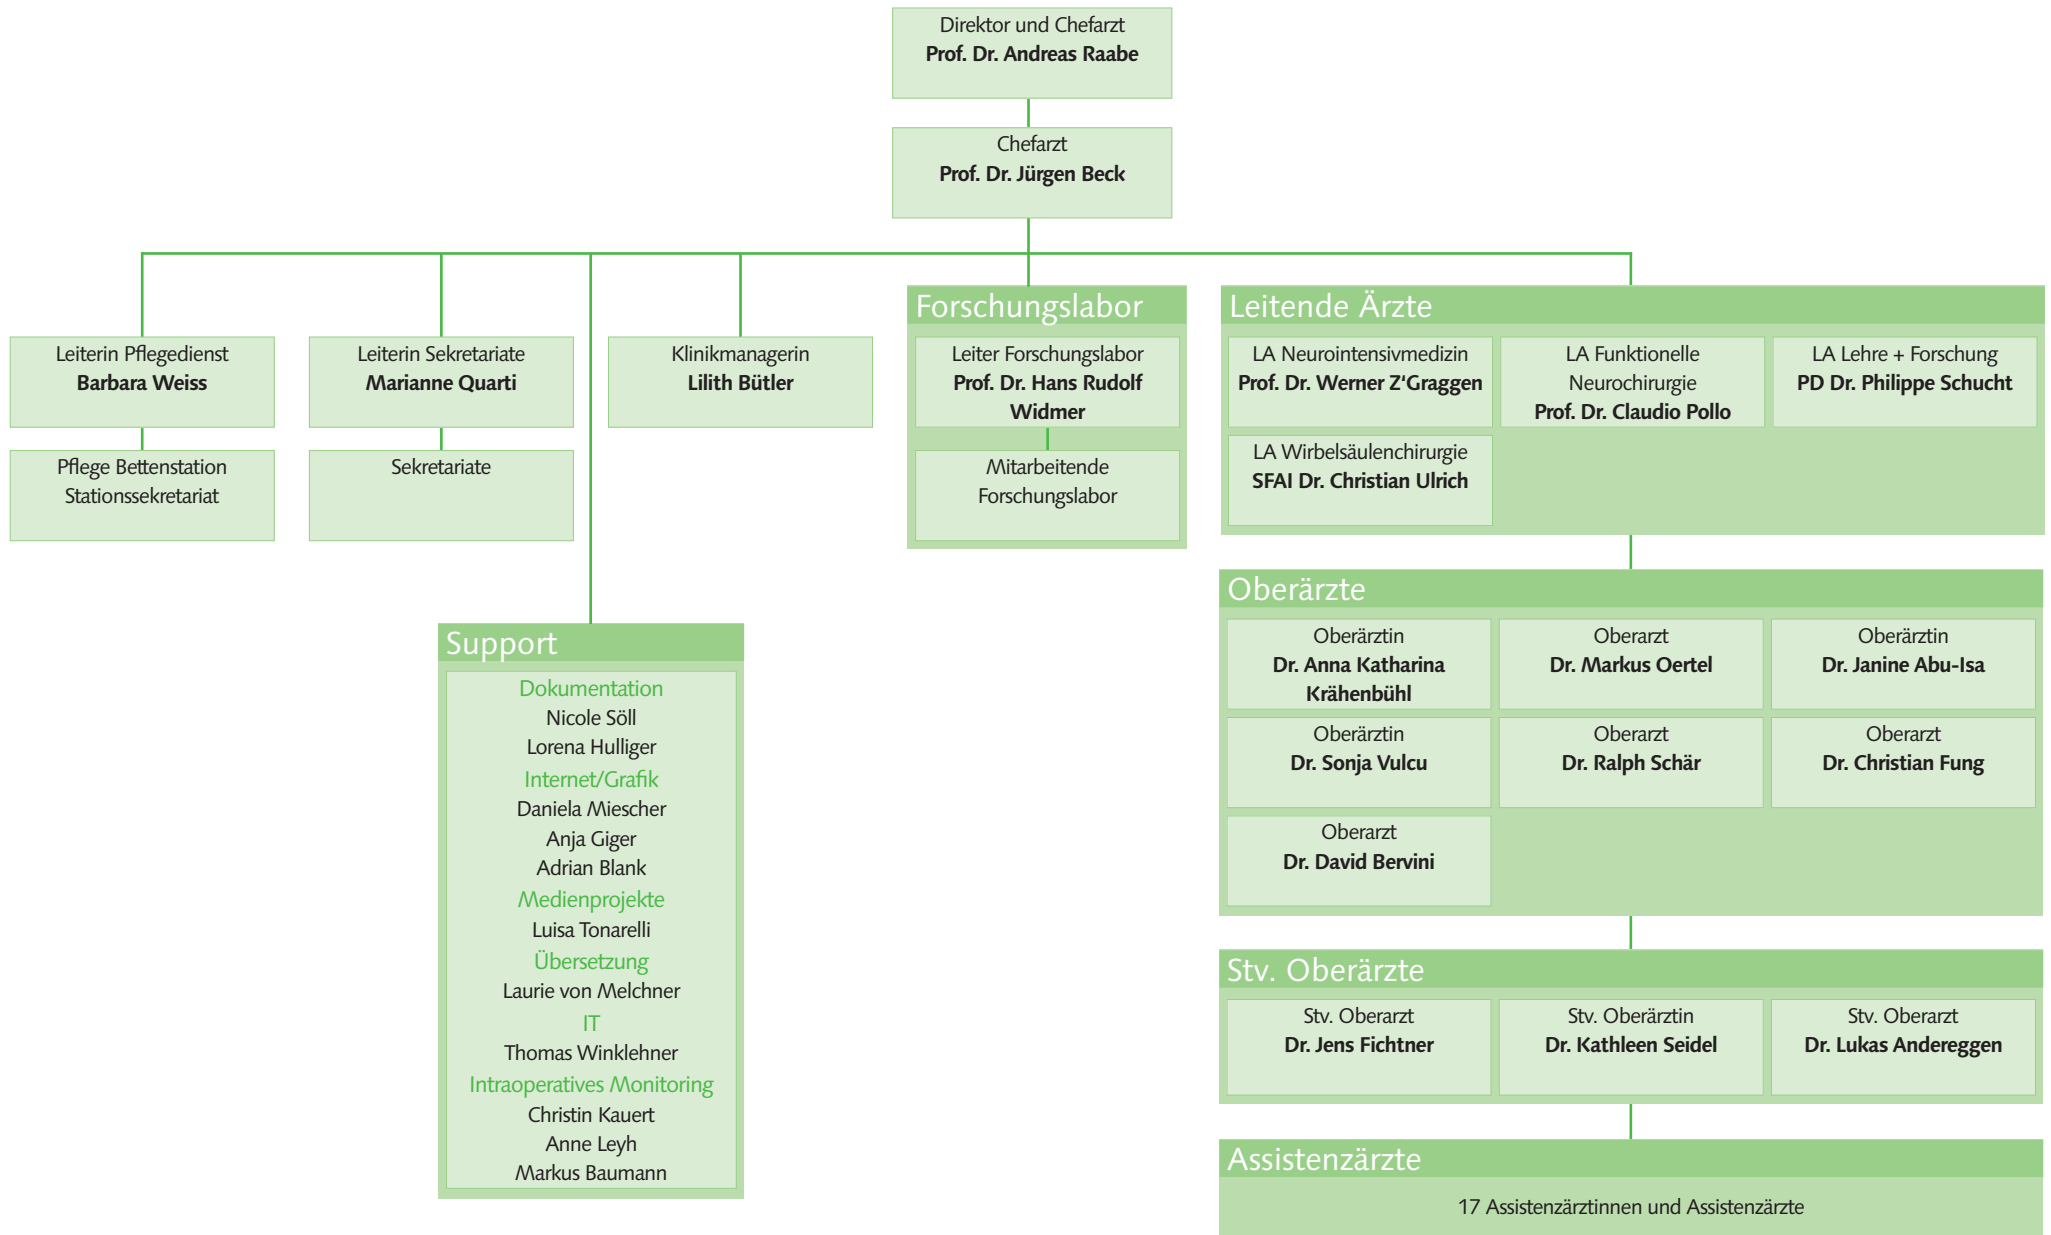 Direktor und Chefarzt
Prof. Dr. Andreas Raabe
Chefarzt
Prof. Dr. Jürgen Beck
Leiterin Pflegedienst
Barbara Weiss
Pflege Bettenstation
Stationssekretariat
Leiterin Sekretariate
Marianne Quarti
Sekretariate
Klinikmanagerin
Lilith Bütler
Support
Dokumentation
Nicole Söll
Lorena Hulliger
Internet/Grafik
Daniela Miescher
Anja Giger
Adrian Blank
Medienprojekte
Luisa Tonarelli
Übersetzung
Laurie von Melchner
IT
Thomas Winklehner
Intraoperatives Monitoring
Christin Kauert
Anne Leyh
Markus Baumann
Forschungslabor
Leiter Forschungslabor
Prof. Dr. Hans Rudolf
Widmer
Mitarbeitende
Forschungslabor
Leitende Ärzte
LA Neurointensivmedizin
Prof. Dr. Werner Z‘Graggen
LA Funktionelle
Neurochirurgie
Prof. Dr. Claudio Pollo
LA Lehre + Forschung
PD Dr. Philippe Schucht
LA Wirbelsäulenchirurgie
SFAI Dr. Christian Ulrich
Oberärzte
Oberärztin
Dr. Anna Katharina
Krähenbühl
Oberarzt
Dr. Markus Oertel
Oberärztin
Dr. Janine Abu-Isa
Oberärztin
Dr. Sonja Vulcu
Oberarzt
Dr. Ralph Schär
Oberarzt
Dr. Christian Fung
Oberarzt
Dr. David Bervini
Stv. Oberärzte
Stv. Oberarzt
Dr. Jens Fichtner
Stv. Oberärztin
Dr. Kathleen Seidel
Stv. Oberarzt
Dr. Lukas Andereggen
Assistenzärzte
17 Assistenzärztinnen und Assistenzärzte